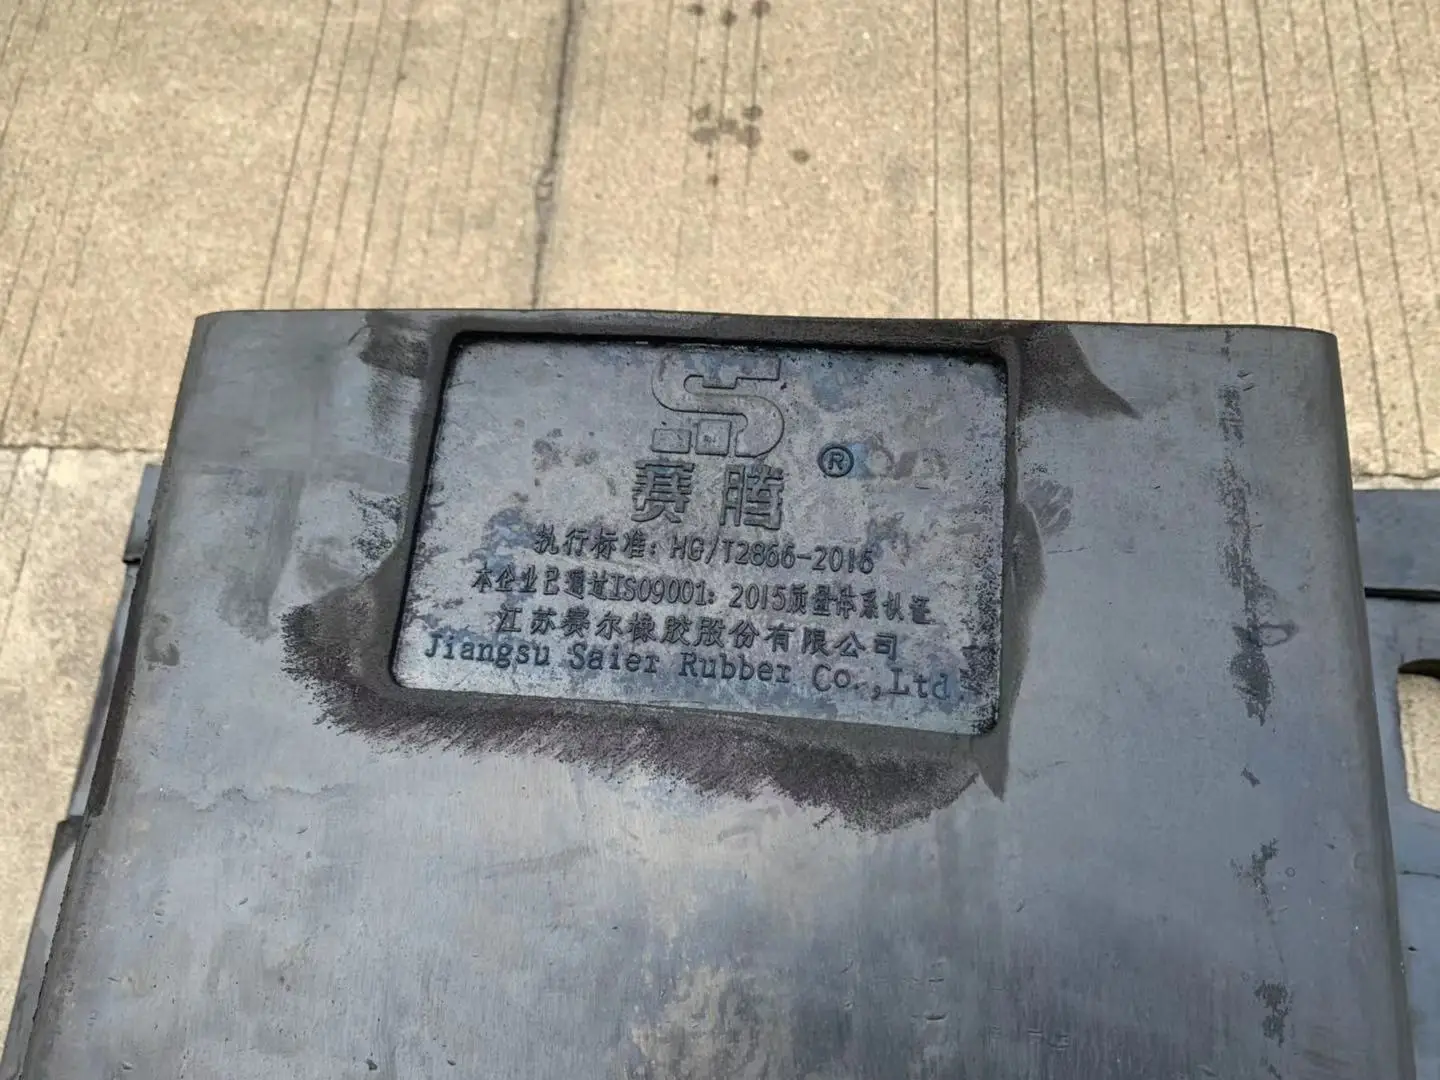 赛腾®
执行标准：HG/T2866-2016
本企业已通过ISO9001：2015质量体系认证
江苏赛尔橡胶股份有限公司
Jiangsu Saier Rubber Co.,Ltd.